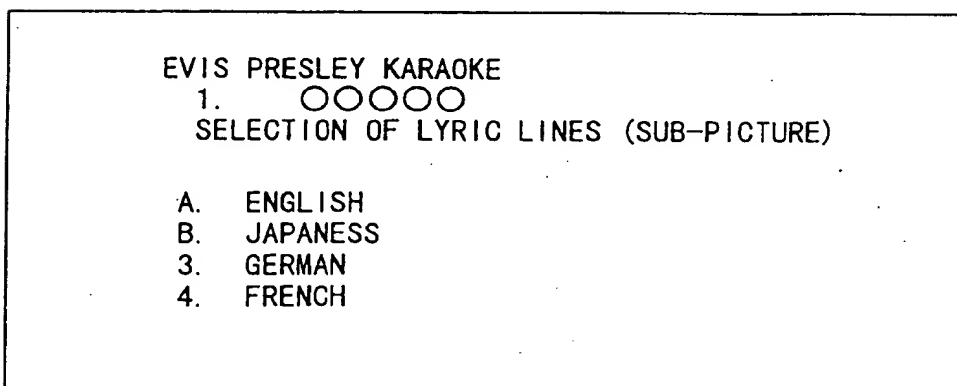 EVIS PRESLEY KARAOKE
1. ○○○○○
SELECTION OF LYRIC LINES (SUB-PICTURE)
A. ENGLISH
B. JAPANESS
3. GERMAN
4. FRENCH